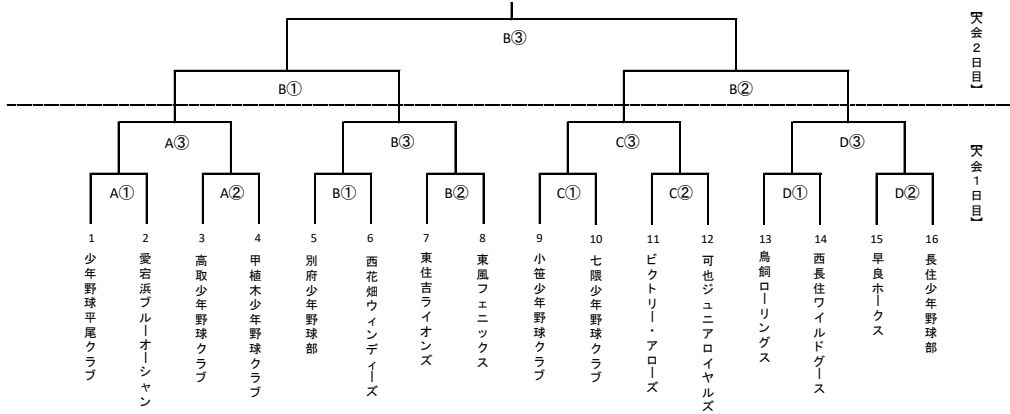 B③
【大会2日目】
B①
B②
A③
B③
C③
D③
【大会1日目】
A①
A②
B①
B②
C①
C②
D①
D②
1
少年野球平尾クラブ
2
愛宕浜ブルーオーシャン
3
高取少年野球クラブ
4
甲植木少年野球クラブ
5
別府少年野球部
6
西花畑ウィンディーズ
7
東住吉ライオンズ
8
東風フェニックス
9
小笹少年野球クラブ
10
七隈少年野球クラブ
11
ビクトリー・アローズ
12
可也ジュニアロイヤルズ
13
鳥飼ローリングス
14
西長住ワイルドグース
15
早良ホークス
16
長住少年野球部